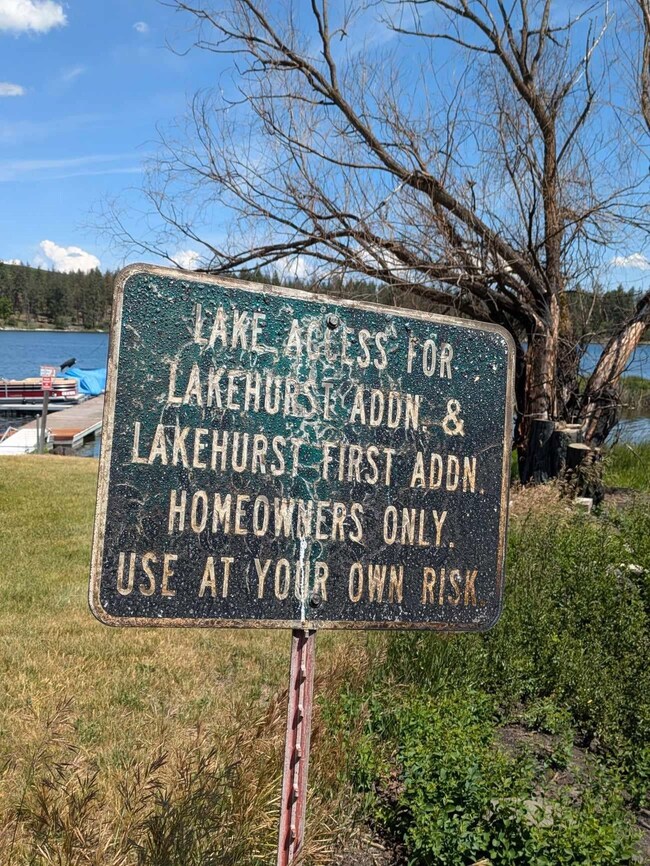 LAKE ACCESS FOR
LAKEHURST ADDN. &
LAKEHURST FIRST ADDN.
HOMEOWNERS ONLY.
USE AT YOUR OWN RISK